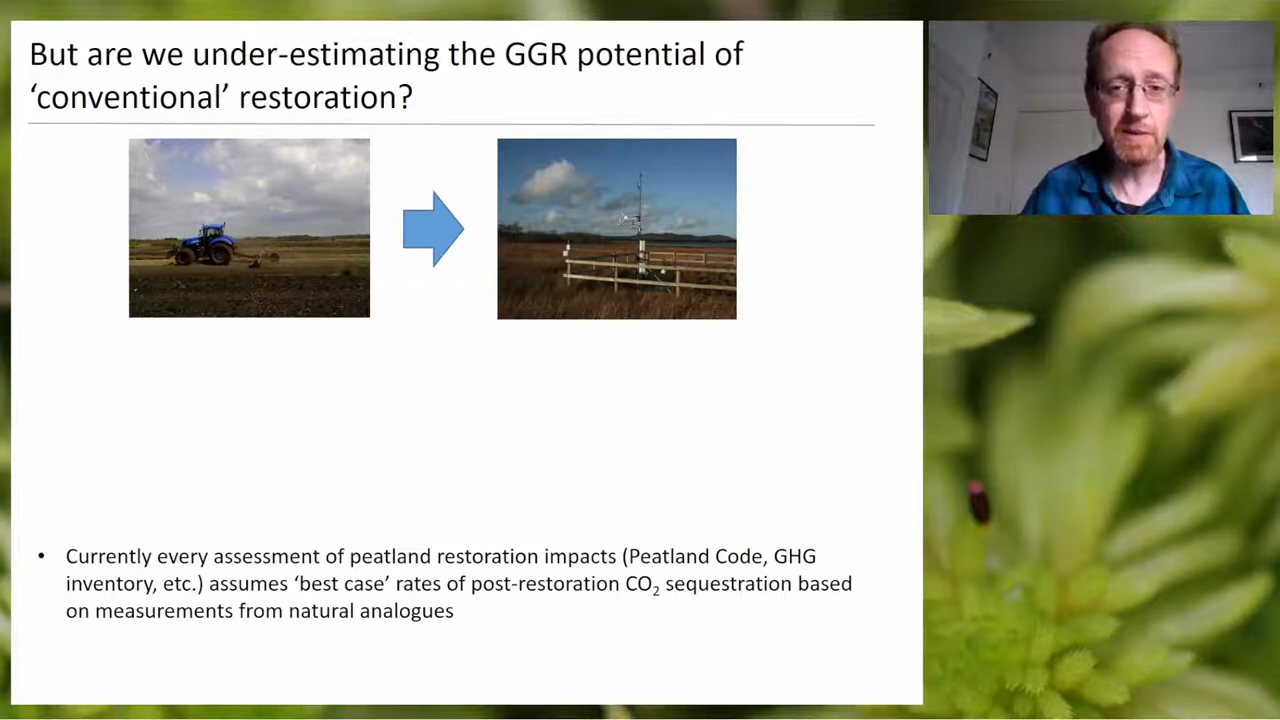 But are we under-estimating the GGR potential of
‘conventional’ restoration?
• Currently every assessment of peatland restoration impacts (Peatland Code, GHG
inventory, etc.) assumes ‘best case’ rates of post-restoration CO₂ sequestration based
on measurements from natural analogues